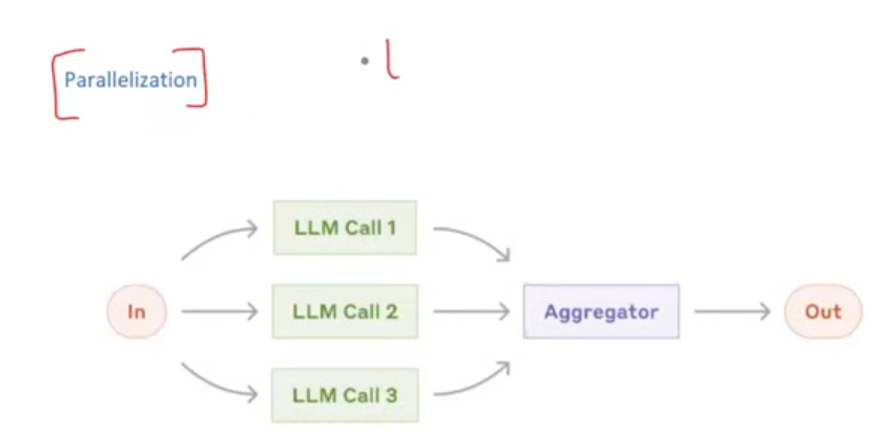 Parallelization
LLM Call 1
In
LLM Call 2
Aggregator
Out
LLM Call 3